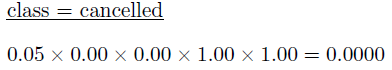 class = cancelled
0.05 × 0.00 × 0.00 × 1.00 × 1.00 = 0.0000